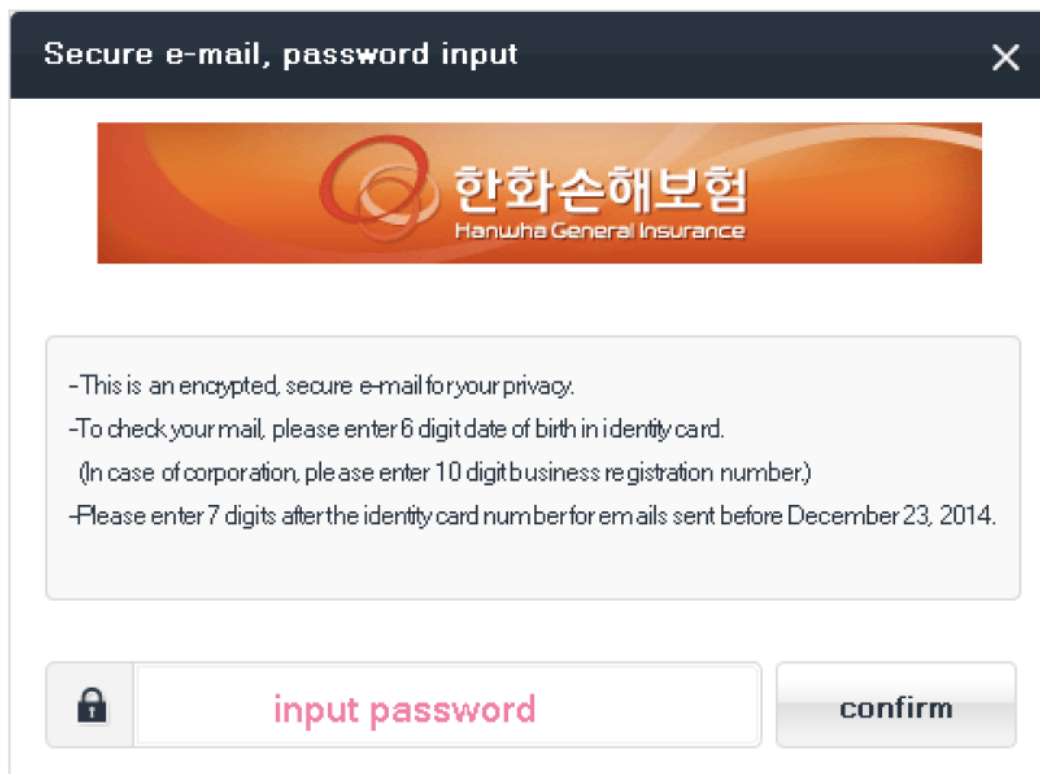 Secure e-mail, password input
한화손해보험
Hanwha General Insurance
-This is an encrypted, secure e-mail for your privacy.
-To check your mail, please enter 6 digit date of birth in identity card.
(In case of corporation, please enter 10 digit business registration number.)
-Please enter 7 digits after the identity card number for emails sent before December 23, 2014.
input password
confirm